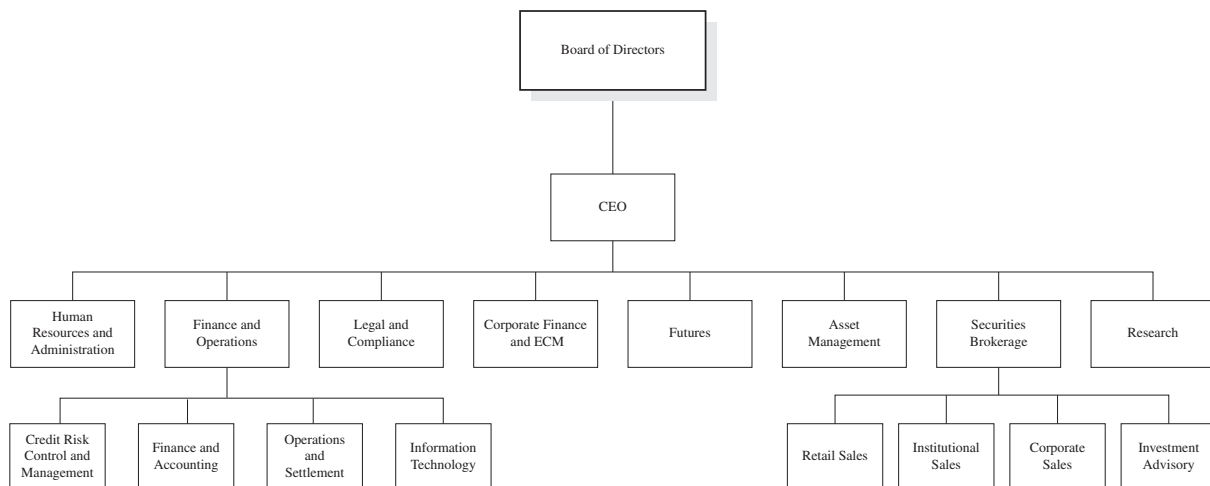 Board of Directors
CEO
Human
Resources and
Administration
Finance and
Operations
Legal and
Compliance
Corporate Finance
and ECM
Futures
Asset
Management
Securities
Brokerage
Research
Credit Risk
Control and
Management
Finance and
Accounting
Operations
and
Settlement
Information
Technology
Retail Sales
Institutional
Sales
Corporate
Sales
Investment
Advisory